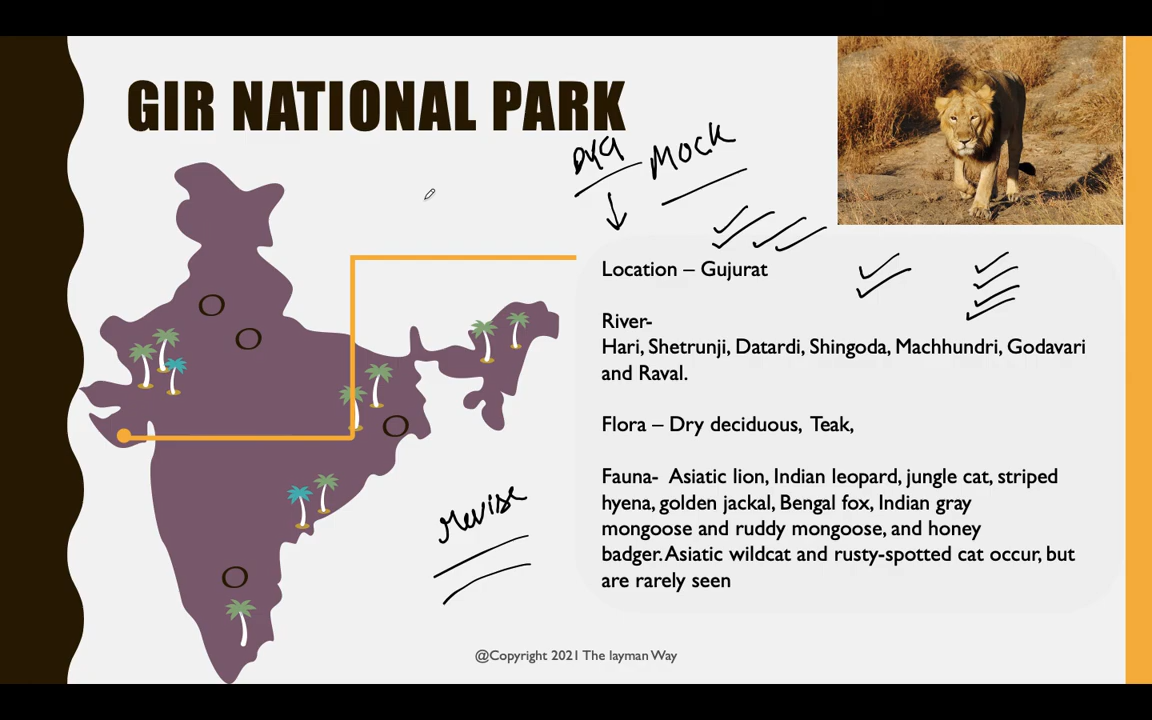 GIR NATIONAL PARK
PYQ Mock
Location – Gujurat
River-
Hari, Shetrunji, Datardi, Shingoda, Machhundri, Godavari
and Raval.
Flora – Dry deciduous,  Teak,
Fauna-  Asiatic lion, Indian leopard, jungle cat, striped
hyena, golden jackal, Bengal fox, Indian gray
mongoose and ruddy mongoose, and honey
badger. Asiatic wildcat and rusty-spotted cat occur, but
are rarely seen
Revise
@Copyright 2021 The layman Way